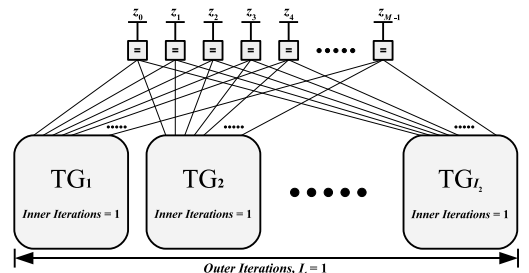 z0 z1 z2 z3 z4 zM-1
= = = = = =
TG1 TG2 TGI2
Inner Iterations = 1 Inner Iterations = 1 Inner Iterations = 1
Outer Iterations, I = 1